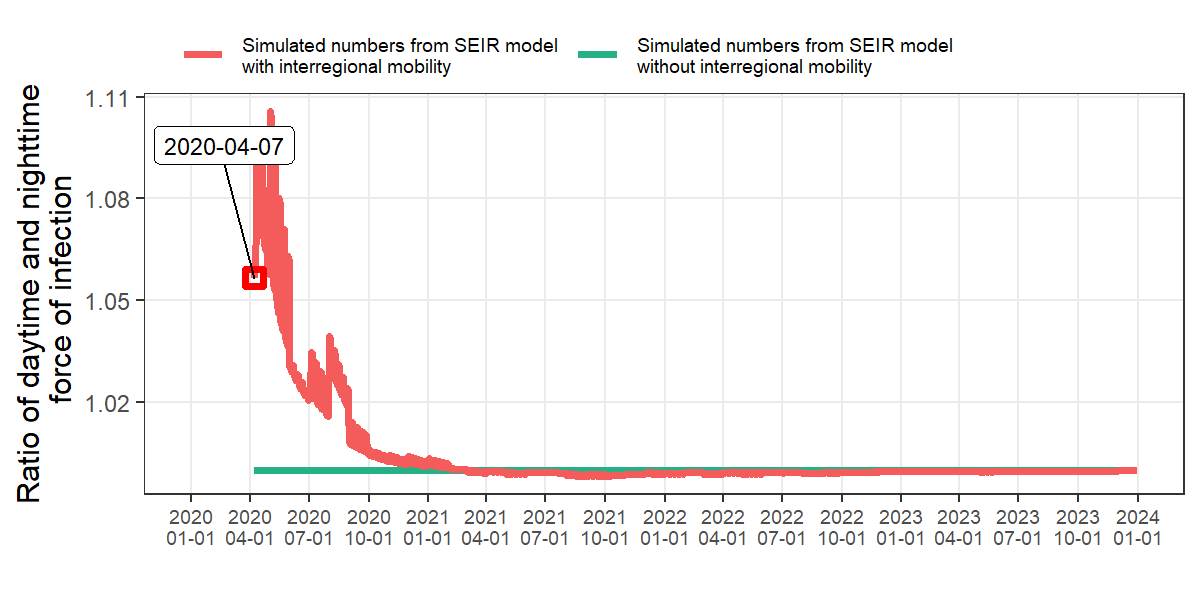 Simulated numbers from SEIR model
with interregional mobility
Simulated numbers from SEIR model
without interregional mobility
Ratio of daytime and nighttime
force of infection
1.11
1.08
1.05
1.02
2020-04-07
2020 2020 2020 2020 2021 2021 2021 2021 2022 2022 2022 2022 2023 2023 2023 2023 2024
01-01 04-01 07-01 10-01 01-01 04-01 07-01 10-01 01-01 04-01 07-01 10-01 01-01 04-01 07-01 10-01 01-01